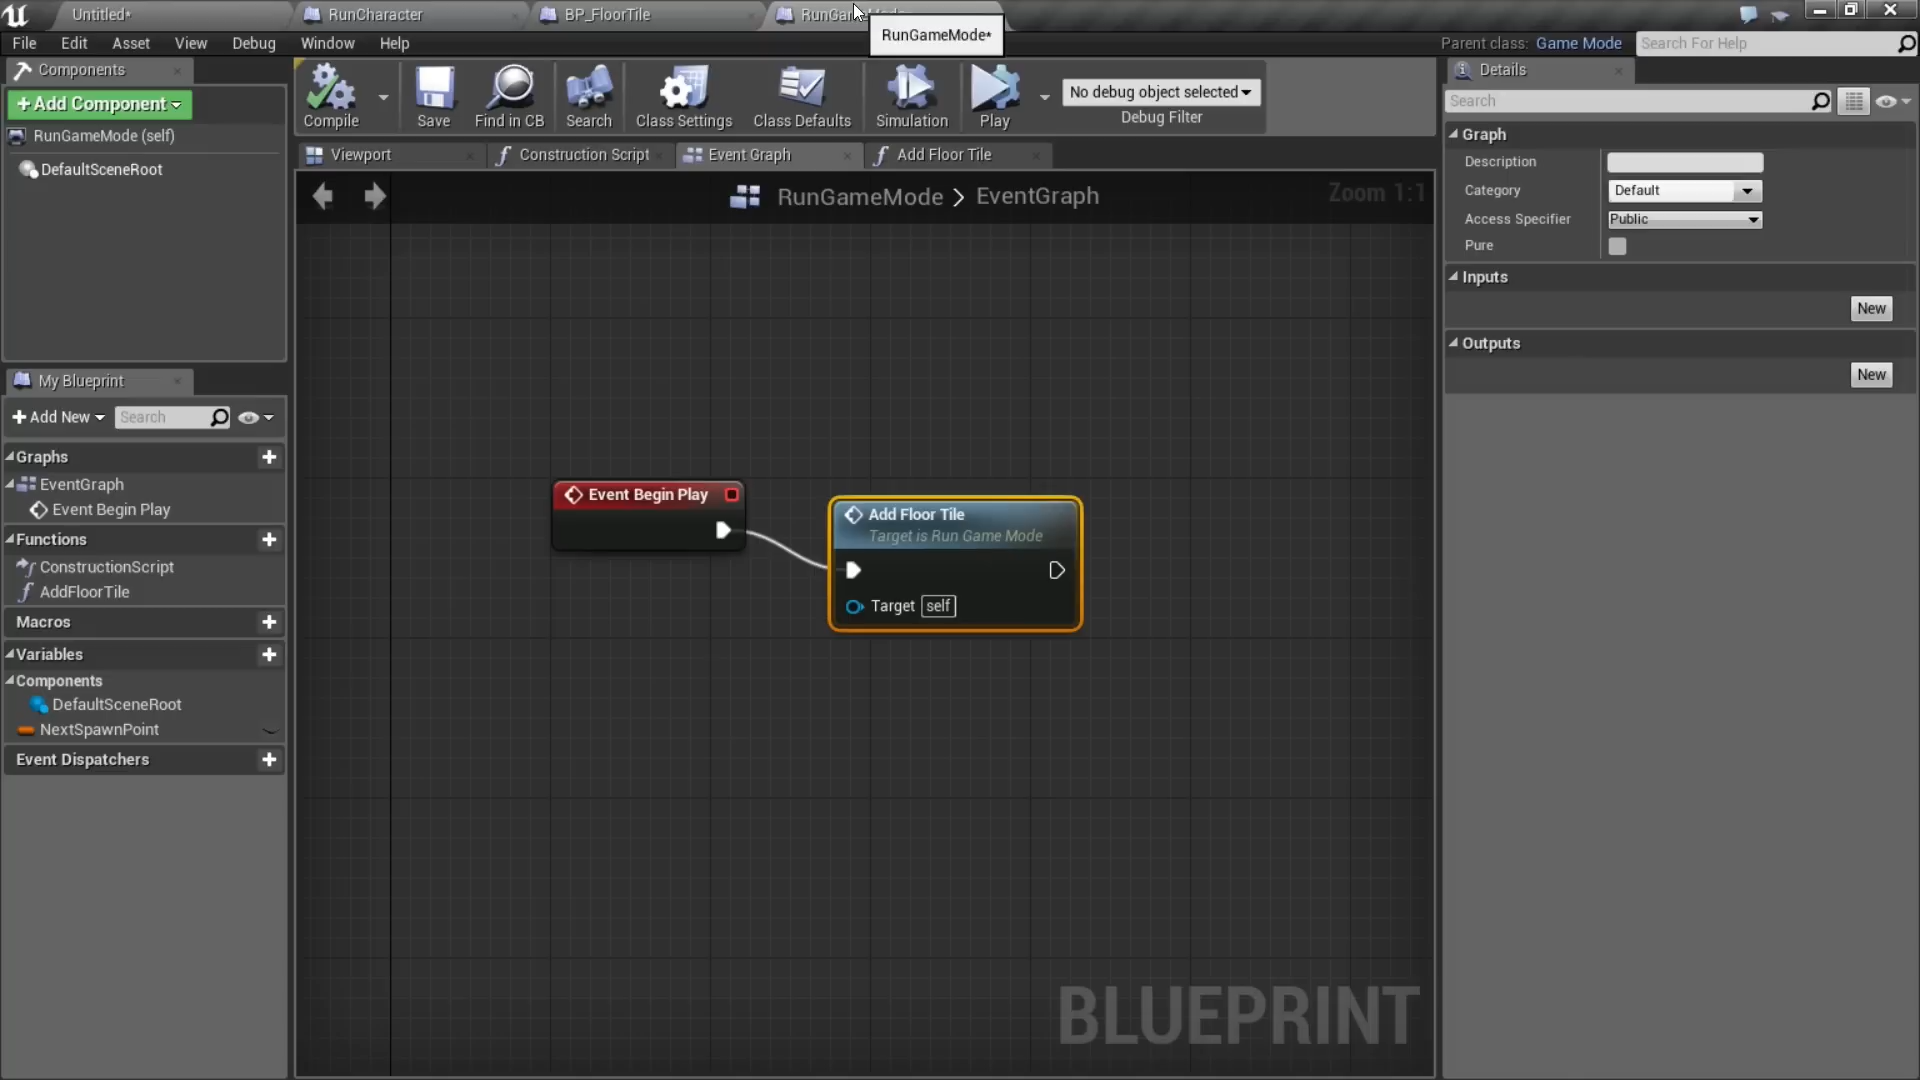 Untitled*
RunCharacter
BP_FloorTile
RunGameMode*
File
Edit
Asset
View
Debug
Window
Help
Parent class: Game Mode
Search For Help
Components
+ Add Component
RunGameMode (self)
DefaultSceneRoot
Compile
Save
Find in CB
Search
Class Settings
Class Defaults
Simulation
Play
No debug object selected
Debug Filter
Viewport
Construction Script
Event Graph
Add Floor Tile
RunGameMode > EventGraph
Zoom 1:1
My Blueprint
+ Add New
Search
Graphs
EventGraph
Event Begin Play
Functions
ConstructionScript
AddFloorTile
Macros
Variables
Components
DefaultSceneRoot
NextSpawnPoint
Event Dispatchers
Event Begin Play
Add Floor Tile
Target is Run Game Mode
Target self
BLUEPRINT
Details
Search
Graph
Description
Category
Default
Access Specifier
Public
Pure
Inputs
New
Outputs
New